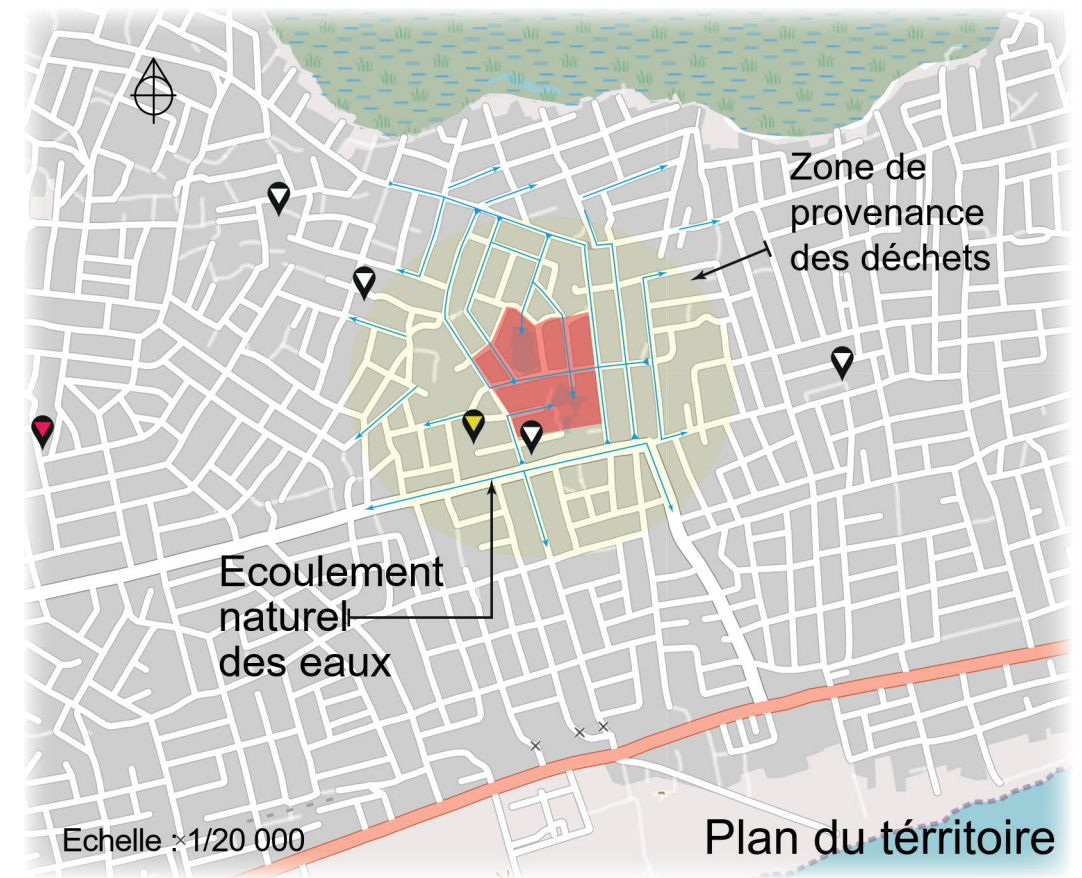 Zone de
provenance
des déchets
Ecoulement
naturel
des eaux
Echelle :×1/20 000
Plan du térritoire